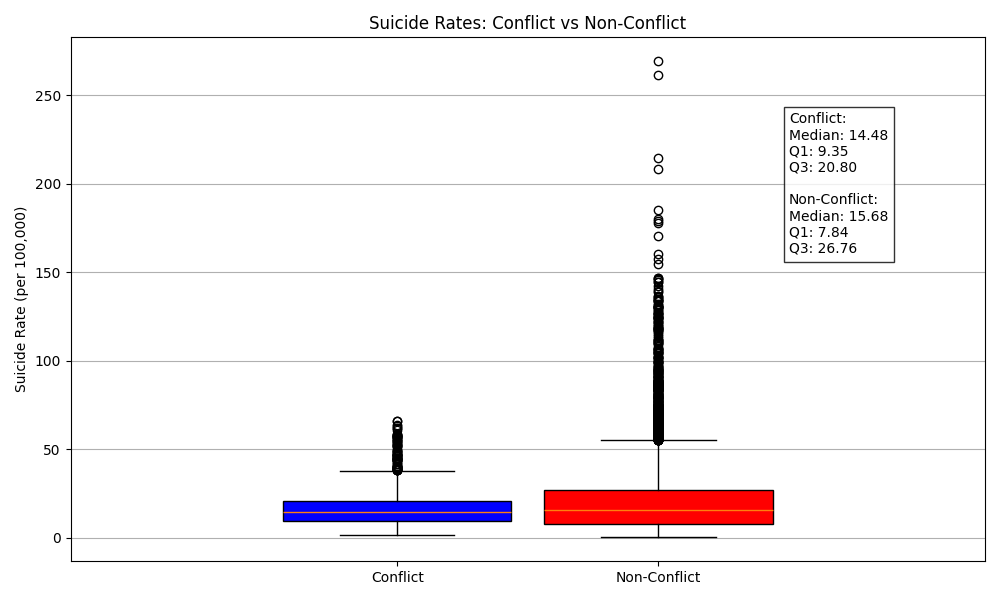 Suicide Rates: Conflict vs Non-Conflict
Suicide Rate (per 100,000)
250
200
150
100
50
0
Conflict
Non-Conflict
Conflict:
Median: 14.48
Q1: 9.35
Q3: 20.80
Non-Conflict:
Median: 15.68
Q1: 7.84
Q3: 26.76